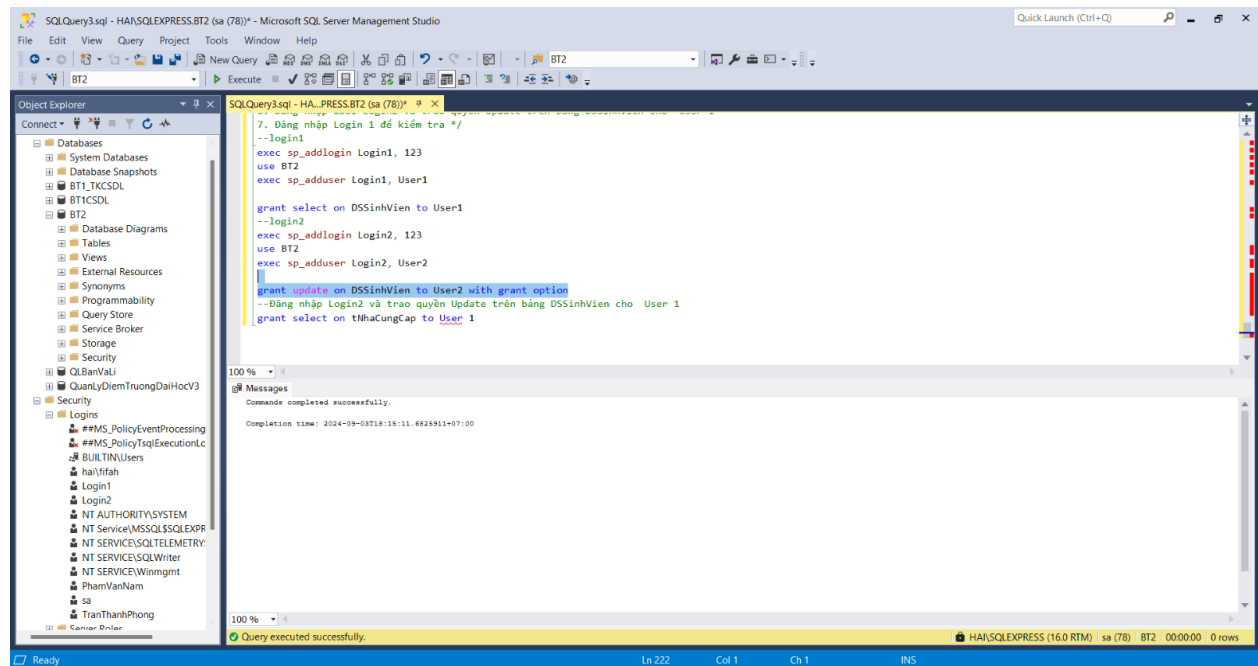 SQLQuery3.sql - HAI\SQLEXPRESS.BT2 (sa (78))* - Microsoft SQL Server Management Studio
Quick Launch (Ctrl+Q)
File Edit View Query Project Tools Window Help
New Query
BT2
BT2
Execute
Object Explorer
Connect
Databases
System Databases
Database Snapshots
BT1_TKCSDL
BT1CSDL
BT2
Database Diagrams
Tables
Views
External Resources
Synonyms
Programmability
Query Store
Service Broker
Storage
Security
QLBanVaLi
QuanLyDiemTruongDaiHocV3
Security
Logins
##MS_PolicyEventProcessing
##MS_PolicyTsqlExecutionLo
BUILTIN\Users
hai\fifah
Login1
Login2
NT AUTHORITY\SYSTEM
NT Service\MSSQL$SQLEXPR
NT SERVICE\SQLTELEMETRY
NT SERVICE\SQLWriter
NT SERVICE\Winmgmt
PhamVanNam
sa
TranThanhPhong
Server Roles
SQLQuery3.sql - HA...PRESS.BT2 (sa (78))*
7. Đăng nhập Login 1 để kiểm tra */
--login1
exec sp_addlogin Login1, 123
use BT2
exec sp_adduser Login1, User1
grant select on DSSinhVien to User1
--login2
exec sp_addlogin Login2, 123
use BT2
exec sp_adduser Login2, User2
grant update on DSSinhVien to User2 with grant option
--Đăng nhập Login2 và trao quyền Update trên bảng DSSinhVien cho User 1
grant select on tNhaCungCap to User 1
100 %
Messages
Commands completed successfully.
Completion time: 2024-09-03T18:15:11.6825911+07:00
100 %
Query executed successfully.
HAI\SQLEXPRESS (16.0 RTM) sa (78) BT2 00:00:00 0 rows
Ready Ln 222 Col 1 Ch 1 INS